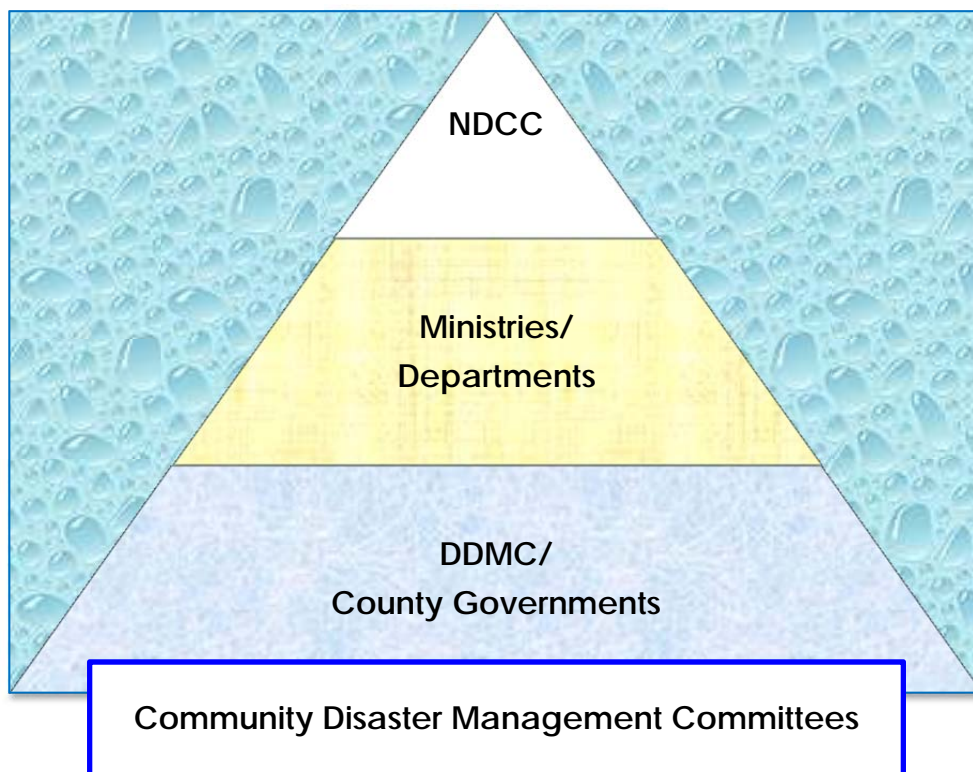 NDCC
Ministries/
Departments
DDMC/
County Governments
Community Disaster Management Committees